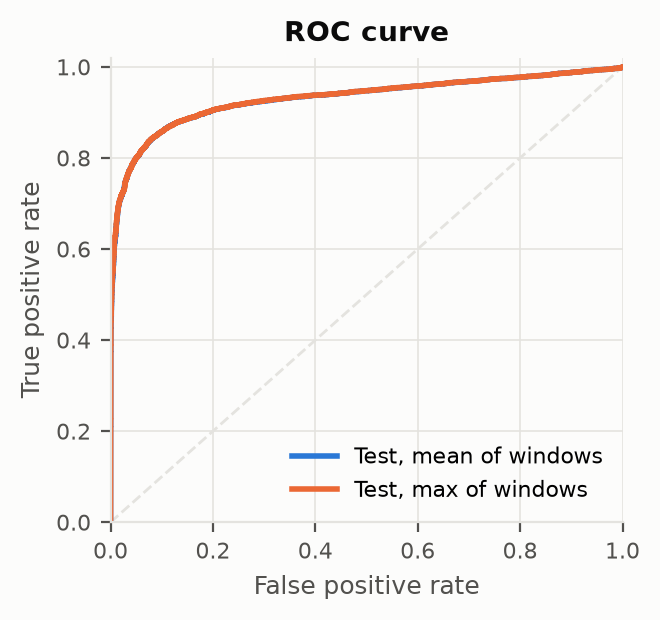 ROC curve
1.0
0.8
0.6
0.4
0.2
0.0
True positive rate
Test, mean of windows
Test, max of windows
0.0 0.2 0.4 0.6 0.8 1.0
False positive rate